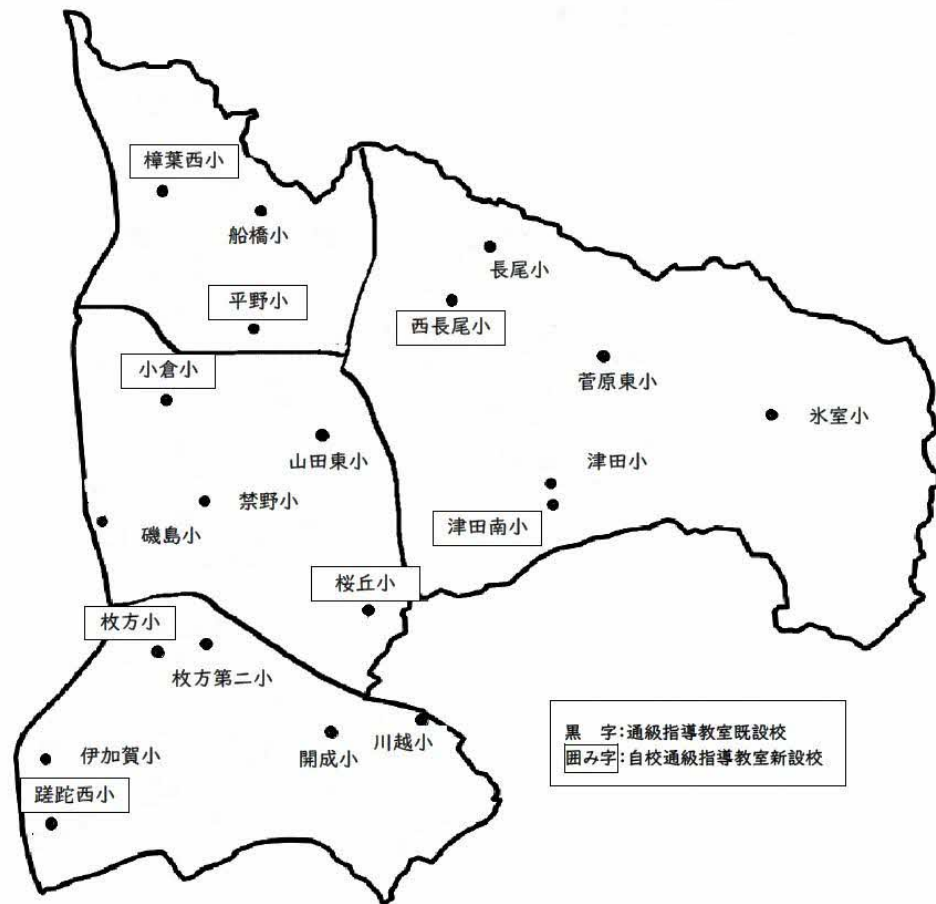 樟葉西小
船橋小
平野小
長尾小
西長尾小
菅原東小
氷室小
津田小
津田南小
小倉小
山田東小
禁野小
磯島小
桜丘小
枚方小
枚方第二小
伊加賀小
開成小
川越小
蹉跎西小
黒　字:通級指導教室既設校
囲み字:自校通級指導教室新設校